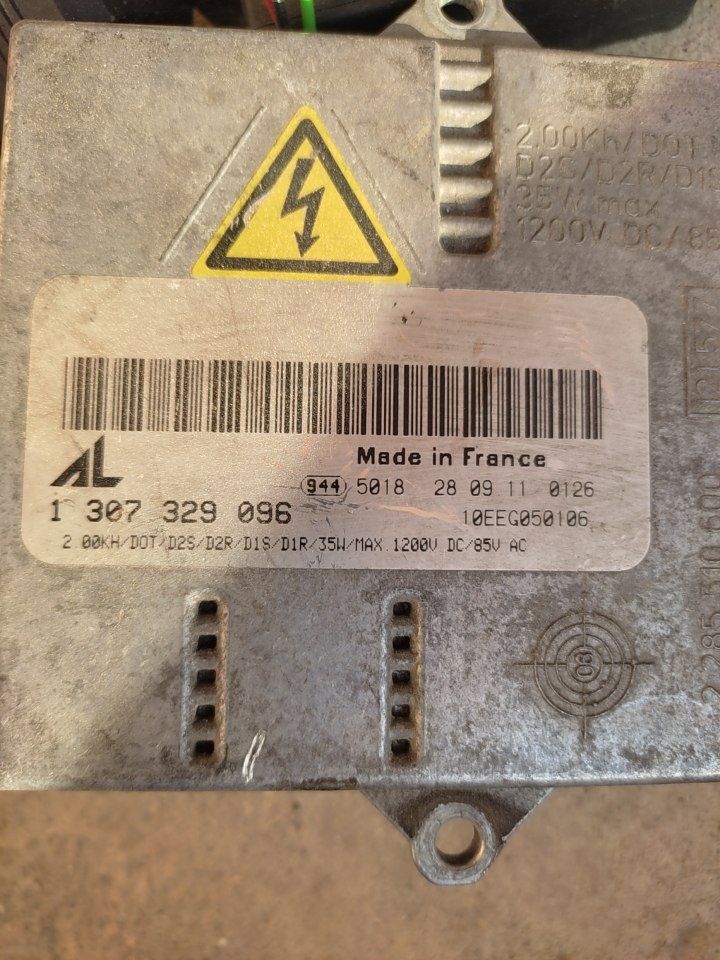 2.00Kh/DOT
D2S/D2R/D1S
35W max
1200V DC/85
AL
Made in France
944 5018 28 09 11 0126
1 307 329 096
10EEG050106
2 00KH/DOT/D2S/D2R/D1S/D1R/35W/MAX 1200V DC/85V AC
CO